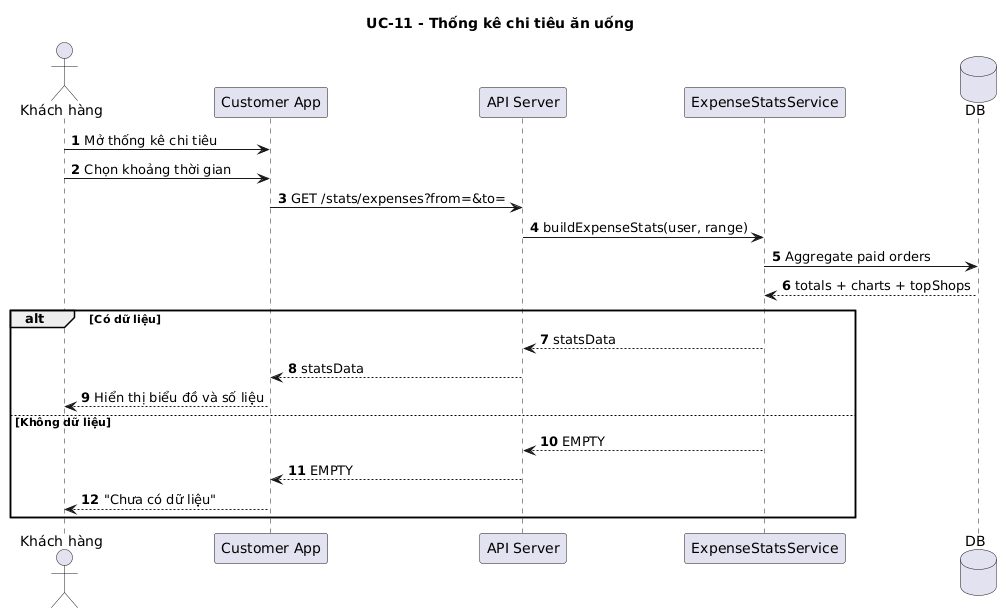 UC-11 - Thống kê chi tiêu ăn uống
Khách hàng
Customer App
API Server
ExpenseStatsService
DB
1 Mở thống kê chi tiêu
2 Chọn khoảng thời gian
3 GET /stats/expenses?from=&to=
4 buildExpenseStats(user, range)
5 Aggregate paid orders
6 totals + charts + topShops
alt [Có dữ liệu]
7 statsData
8 statsData
9 Hiển thị biểu đồ và số liệu
[Không dữ liệu]
10 EMPTY
11 EMPTY
12 "Chưa có dữ liệu"
Khách hàng
Customer App
API Server
ExpenseStatsService
DB